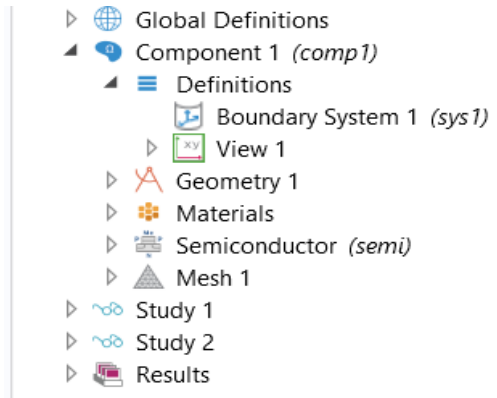 Global Definitions
Component 1 (comp1)
Definitions
Boundary System 1 (sys1)
View 1
Geometry 1
Materials
Semiconductor (semi)
Mesh 1
Study 1
Study 2
Results